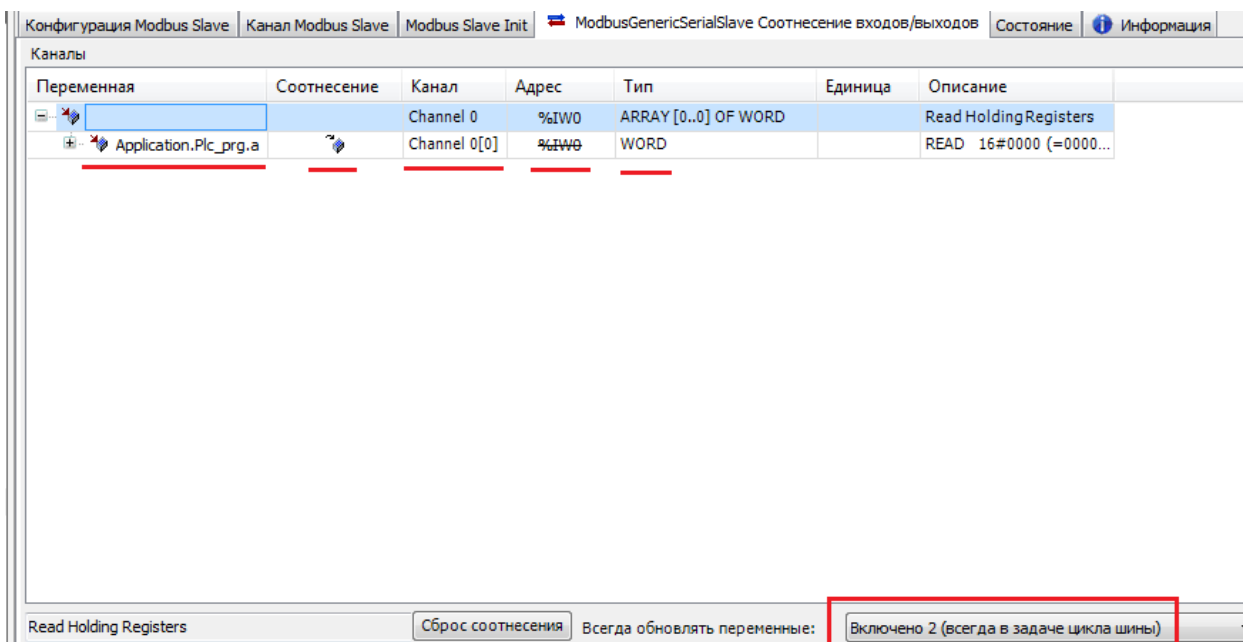 Конфигурация Modbus Slave Канал Modbus Slave Modbus Slave Init ModbusGenericSerialSlave Соотнесение входов/выходов Состояние Информация
Каналы
Переменная Соотнесение Канал Адрес Тип Единица Описание
Channel 0 %IW0 ARRAY [0..0] OF WORD Read Holding Registers
Application.Plc_prg.a Channel 0[0] %IW0 WORD READ 16#0000 (=0000...
Read Holding Registers Сброс соотнесения Всегда обновлять переменные: Включено 2 (всегда в задаче цикла шины)